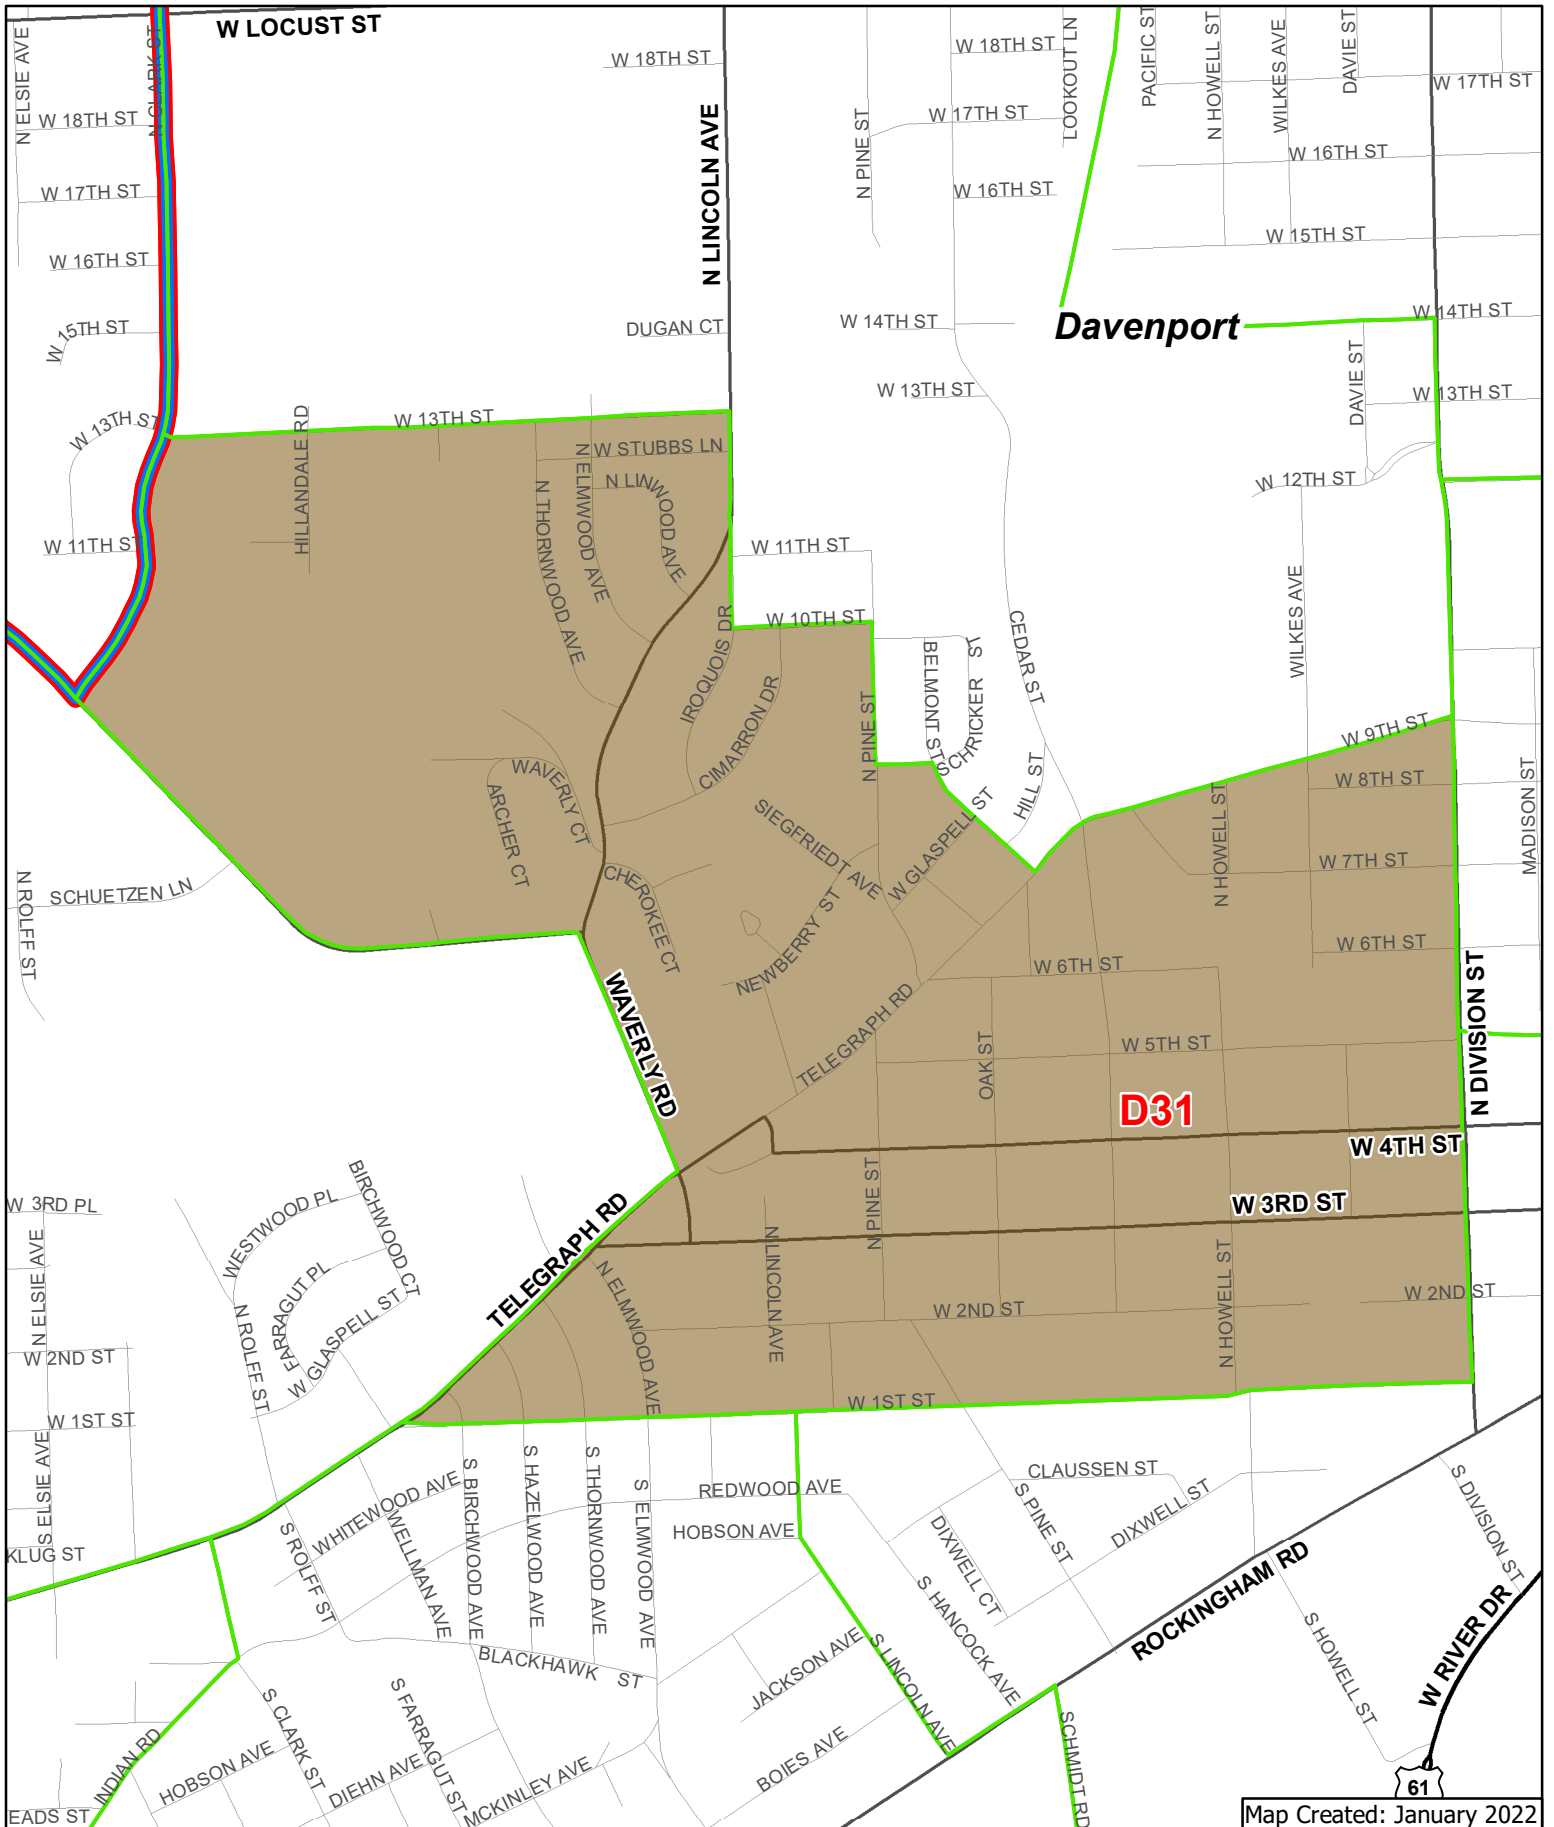 W LOCUST ST
N ELSIE AVE
N CLARK ST
W 18TH ST
W 17TH ST
W 16TH ST
W 15TH ST
W 13TH ST
W 11TH ST
W 18TH ST
N LINCOLN AVE
DUGAN CT
W 13TH ST
HILLANDALE RD
W STUBBS LN
N ELMWOOD AVE
N LINWOOD AVE
N THORNWOOD AVE
N PINE ST
W 18TH ST
W 17TH ST
W 16TH ST
LOOKOUT LN
PACIFIC ST
N HOWELL ST
WILKES AVE
DAVIE ST
W 17TH ST
W 16TH ST
W 15TH ST
W 14TH ST
Davenport
W 14TH ST
W 13TH ST
DAVIE ST
W 13TH ST
W 12TH ST
W 11TH ST
W 10TH ST
IROQUOIS DR
CIMARRON DR
N PINE ST
BELMONT ST
SCHRICKER ST
CEDAR ST
HILL ST
WILKES AVE
W 9TH ST
W 8TH ST
MADISON ST
WAVERLY CT
ARCHER CT
SIEGFRIEDT AVE
W GLASPELL ST
N HOWELL ST
W 7TH ST
N ROLFF ST
SCHUETZEN LN
CHEROKEE CT
NEWBERRY ST
W 6TH ST
W 6TH ST
WAVERLY RD
TELEGRAPH RD
OAK ST
W 5TH ST
N DIVISION ST
D31
W 4TH ST
W 3RD PL
N ELSIE AVE
WESTWOOD PL
BIRCHWOOD CT
FARRAGUT PL
W GLASPELL ST
N ROLFF ST
TELEGRAPH RD
N ELMWOOD AVE
N LINCOLN AVE
N PINE ST
W 3RD ST
N HOWELL ST
W 2ND ST
W 2ND ST
W 2ND ST
W 1ST ST
W 1ST ST
S ELSIE AVE
KLUG ST
WHITEWOOD AVE
WELLMAN AVE
S ROLFF ST
S BIRCHWOOD AVE
S HAZELWOOD AVE
S THORNWOOD AVE
S ELMWOOD AVE
REDWOOD AVE
HOBSON AVE
CLAUSSEN ST
S PINE ST
DIXWELL ST
DIXWELL CT
S HANCOCK AVE
S DIVISION ST
ROCKINGHAM RD
W RIVER DR
S HOWELL ST
BLACKHAWK ST
JACKSON AVE
S LINCOLN AVE
BOIES AVE
SCHMIDT RD
S CLARK ST
S FARRAGUT ST
INDIAN RD
HOBSON AVE
DIEHN AVE
MCKINLEY AVE
EADS ST
61
Map Created: January 2022